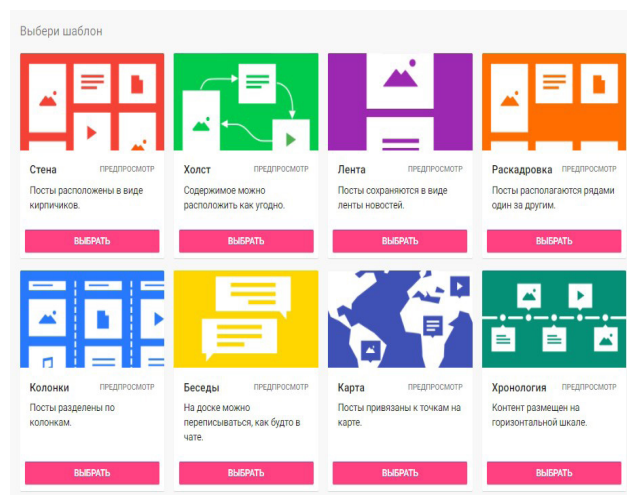 Выбери шаблон
Стена ПРЕДПРОСМОТР
Посты расположены в виде
кирпичиков.
ВЫБРАТЬ
Холст ПРЕДПРОСМОТР
Содержимое можно
расположить как угодно.
ВЫБРАТЬ
Лента ПРЕДПРОСМОТР
Посты сохраняются в виде
ленты новостей.
ВЫБРАТЬ
Раскадровка ПРЕДПРОСМОТР
Посты располагаются рядами
один за другим.
ВЫБРАТЬ
Колонки ПРЕДПРОСМОТР
Посты разделены по
колонкам.
ВЫБРАТЬ
Беседы ПРЕДПРОСМОТР
На доске можно
переписываться, как будто в
чате.
ВЫБРАТЬ
Карта ПРЕДПРОСМОТР
Посты привязаны к точкам на
карте.
ВЫБРАТЬ
Хронология ПРЕДПРОСМОТР
Контент размещен на
горизонтальной шкале.
ВЫБРАТЬ